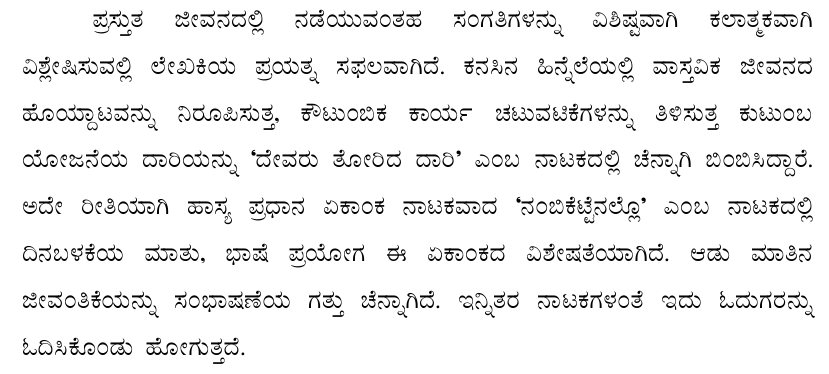 ಪ್ರಸ್ತುತ ಜೀವನದಲ್ಲಿ ನಡೆಯುವಂತಹ ಸಂಗತಿಗಳನ್ನು ವಿಶಿಷ್ಟವಾಗಿ ಕಲಾತ್ಮಕವಾಗಿ
ವಿಶ್ಲೇಷಿಸುವಲ್ಲಿ ಲೇಖಕಿಯ ಪ್ರಯತ್ನ ಸಫಲವಾಗಿದೆ. ಕನಸಿನ ಹಿನ್ನೆಲೆಯಲ್ಲಿ ವಾಸ್ತವಿಕ ಜೀವನದ
ಹೊಯ್ದಾಟವನ್ನು ನಿರೂಪಿಸುತ್ತ, ಕೌಟುಂಬಿಕ ಕಾರ್ಯ ಚಟುವಟಿಕೆಗಳನ್ನು ತಿಳಿಸುತ್ತ ಕುಟುಂಬ
ಯೋಜನೆಯ ದಾರಿಯನ್ನು ‘ದೇವರು ತೋರಿದ ದಾರಿ’ ಎಂಬ ನಾಟಕದಲ್ಲಿ ಚೆನ್ನಾಗಿ ಬಿಂಬಿಸಿದ್ದಾರೆ.
ಅದೇ ರೀತಿಯಾಗಿ ಹಾಸ್ಯ ಪ್ರಧಾನ ಏಕಾಂಕ ನಾಟಕವಾದ ‘ನಂಬಿಕೆಟ್ಟೆನಲ್ಲೊ’ ಎಂಬ ನಾಟಕದಲ್ಲಿ
ದಿನಬಳಕೆಯ ಮಾತು, ಭಾಷೆ ಪ್ರಯೋಗ ಈ ಏಕಾಂಕದ ವಿಶೇಷತೆಯಾಗಿದೆ. ಆಡು ಮಾತಿನ
ಜೀವಂತಿಕೆಯನ್ನು ಸಂಭಾಷಣೆಯ ಗತ್ತು ಚೆನ್ನಾಗಿದೆ. ಇನ್ನಿತರ ನಾಟಕಗಳಂತೆ ಇದು ಓದುಗರನ್ನು
ಓದಿಸಿಕೊಂಡು ಹೋಗುತ್ತದೆ.